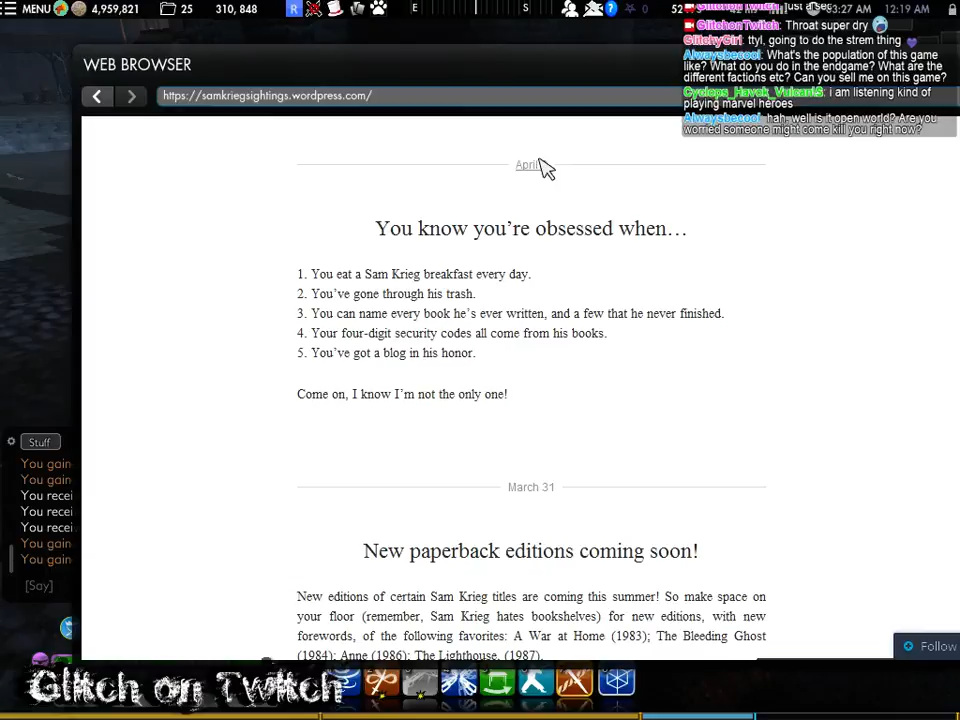 MENU 4,959,821 25 310, 848 R E S 52 03:27 AM 12:19 AM
GlitchonTwitch: Throat super dry
GlitchyGirl: ttyl, going to do the strem thing
Alwaysbecool: What's the population of this game
like? What do you do in the endgame? What are the
different factions etc? Can you sell me on this game?
Cyclops_Havok_VulcanIS: i am listening kind of
playing marvel heroes
Alwaysbecool: hah, well is it open world? Are you
worried someone might come kill you right now?
WEB BROWSER
https://samkriegsightings.wordpress.com/
April
You know you're obsessed when…
1. You eat a Sam Krieg breakfast every day.
2. You've gone through his trash.
3. You can name every book he's ever written, and a few that he never finished.
4. Your four-digit security codes all come from his books.
5. You've got a blog in his honor.
Come on, I know I'm not the only one!
March 31
New paperback editions coming soon!
New editions of certain Sam Krieg titles are coming this summer! So make space on
your floor (remember, Sam Krieg hates bookshelves) for new editions, with new
forewords, of the following favorites: A War at Home (1983); The Bleeding Ghost
(1984); Anne (1986); The Lighthouse, (1987).
Follow
Stuff
You gain
You gain
You recei
You recei
You recei
You gain
You gain
[Say]
Glitch on Twitch